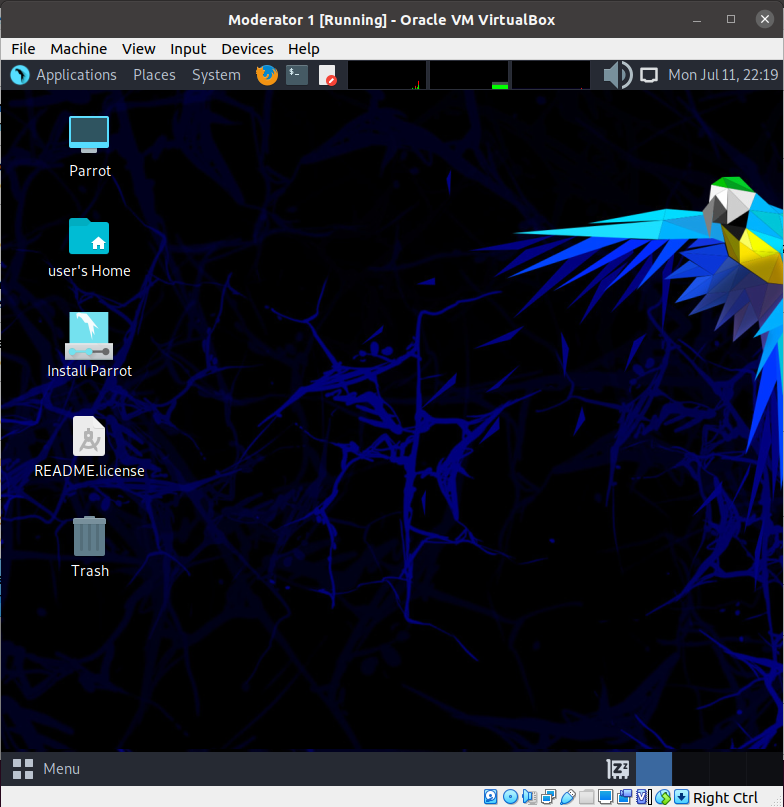 Moderator 1 [Running] - Oracle VM VirtualBox
File Machine View Input Devices Help
Applications Places System Mon Jul 11, 22:19
Parrot
user's Home
Install Parrot
README.license
Trash
Menu
Right Ctrl